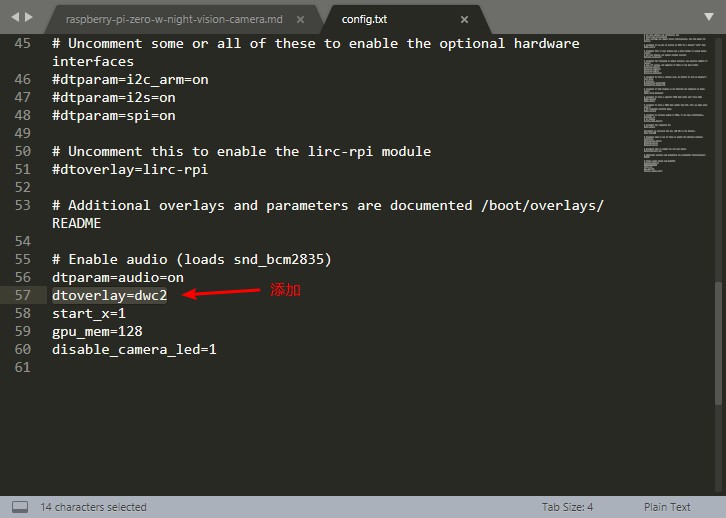 raspberry-pi-zero-w-night-vision-camera.md × config.txt ×
45 # Uncomment some or all of these to enable the optional hardware
interfaces
46 #dtparam=i2c_arm=on
47 #dtparam=i2s=on
48 #dtparam=spi=on
49
50 # Uncomment this to enable the lirc-rpi module
51 #dtoverlay=lirc-rpi
52
53 # Additional overlays and parameters are documented /boot/overlays/
README
54
55 # Enable audio (loads snd_bcm2835)
56 dtparam=audio=on
57 dtoverlay=dwc2 添加
58 start_x=1
59 gpu_mem=128
60 disable_camera_led=1
61
14 characters selected Tab Size: 4 Plain Text